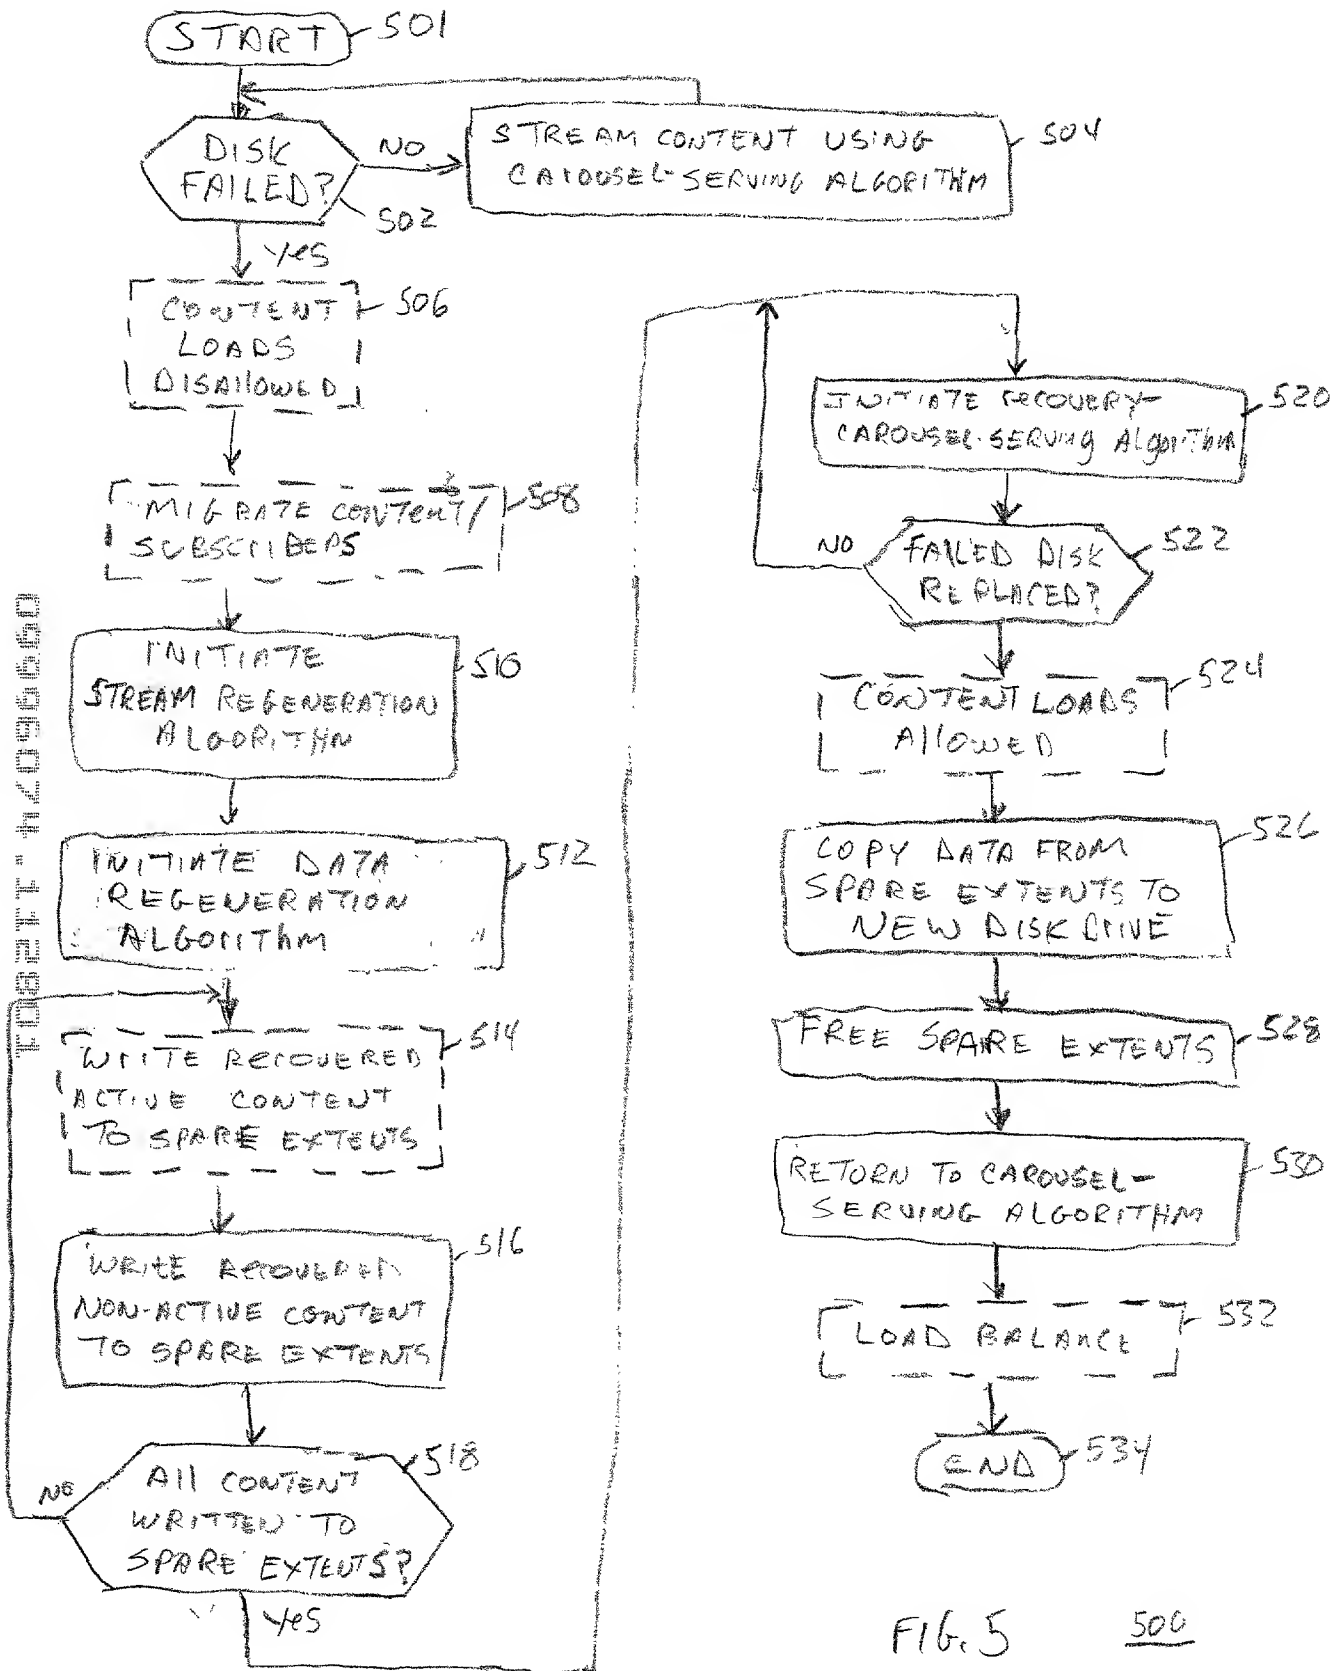 START
501
DISK
FAILED?
502
NO
STREAM CONTENT USING
CAROUSEL-SERVING ALGORITHM
504
Yes
CONTENT
LOADS
DISAllOWED
506
MIGRATE CONTENT/
SUBSCRIBERS
508
INITIATE
STREAM REGENERATION
ALGORITHM
510
INITIATE DATA
REGENERATION
ALGORITHM
512
WRITE RECOVERED
ACTIVE CONTENT
TO SPARE EXTENTS
514
WRITE RECOVERED
NON-ACTIVE CONTENT
TO SPARE EXTENTS
516
All CONTENT
WRITTEN TO
SPARE EXTENTS?
518
NO
Yes
INITIATE RECOVERY-
CAROUSEL-SERVING Algorithm
520
FAILED DISK
REPLACED?
522
NO
CONTENT LOADS
AllOWED
524
COPY DATA FROM
SPARE EXTENTS TO
NEW DISK DRIVE
526
FREE SPARE EXTENTS
528
RETURN TO CAROUSEL-
SERVING ALGORITHM
530
LOAD BALANCE
532
END
534
FIG. 5
500